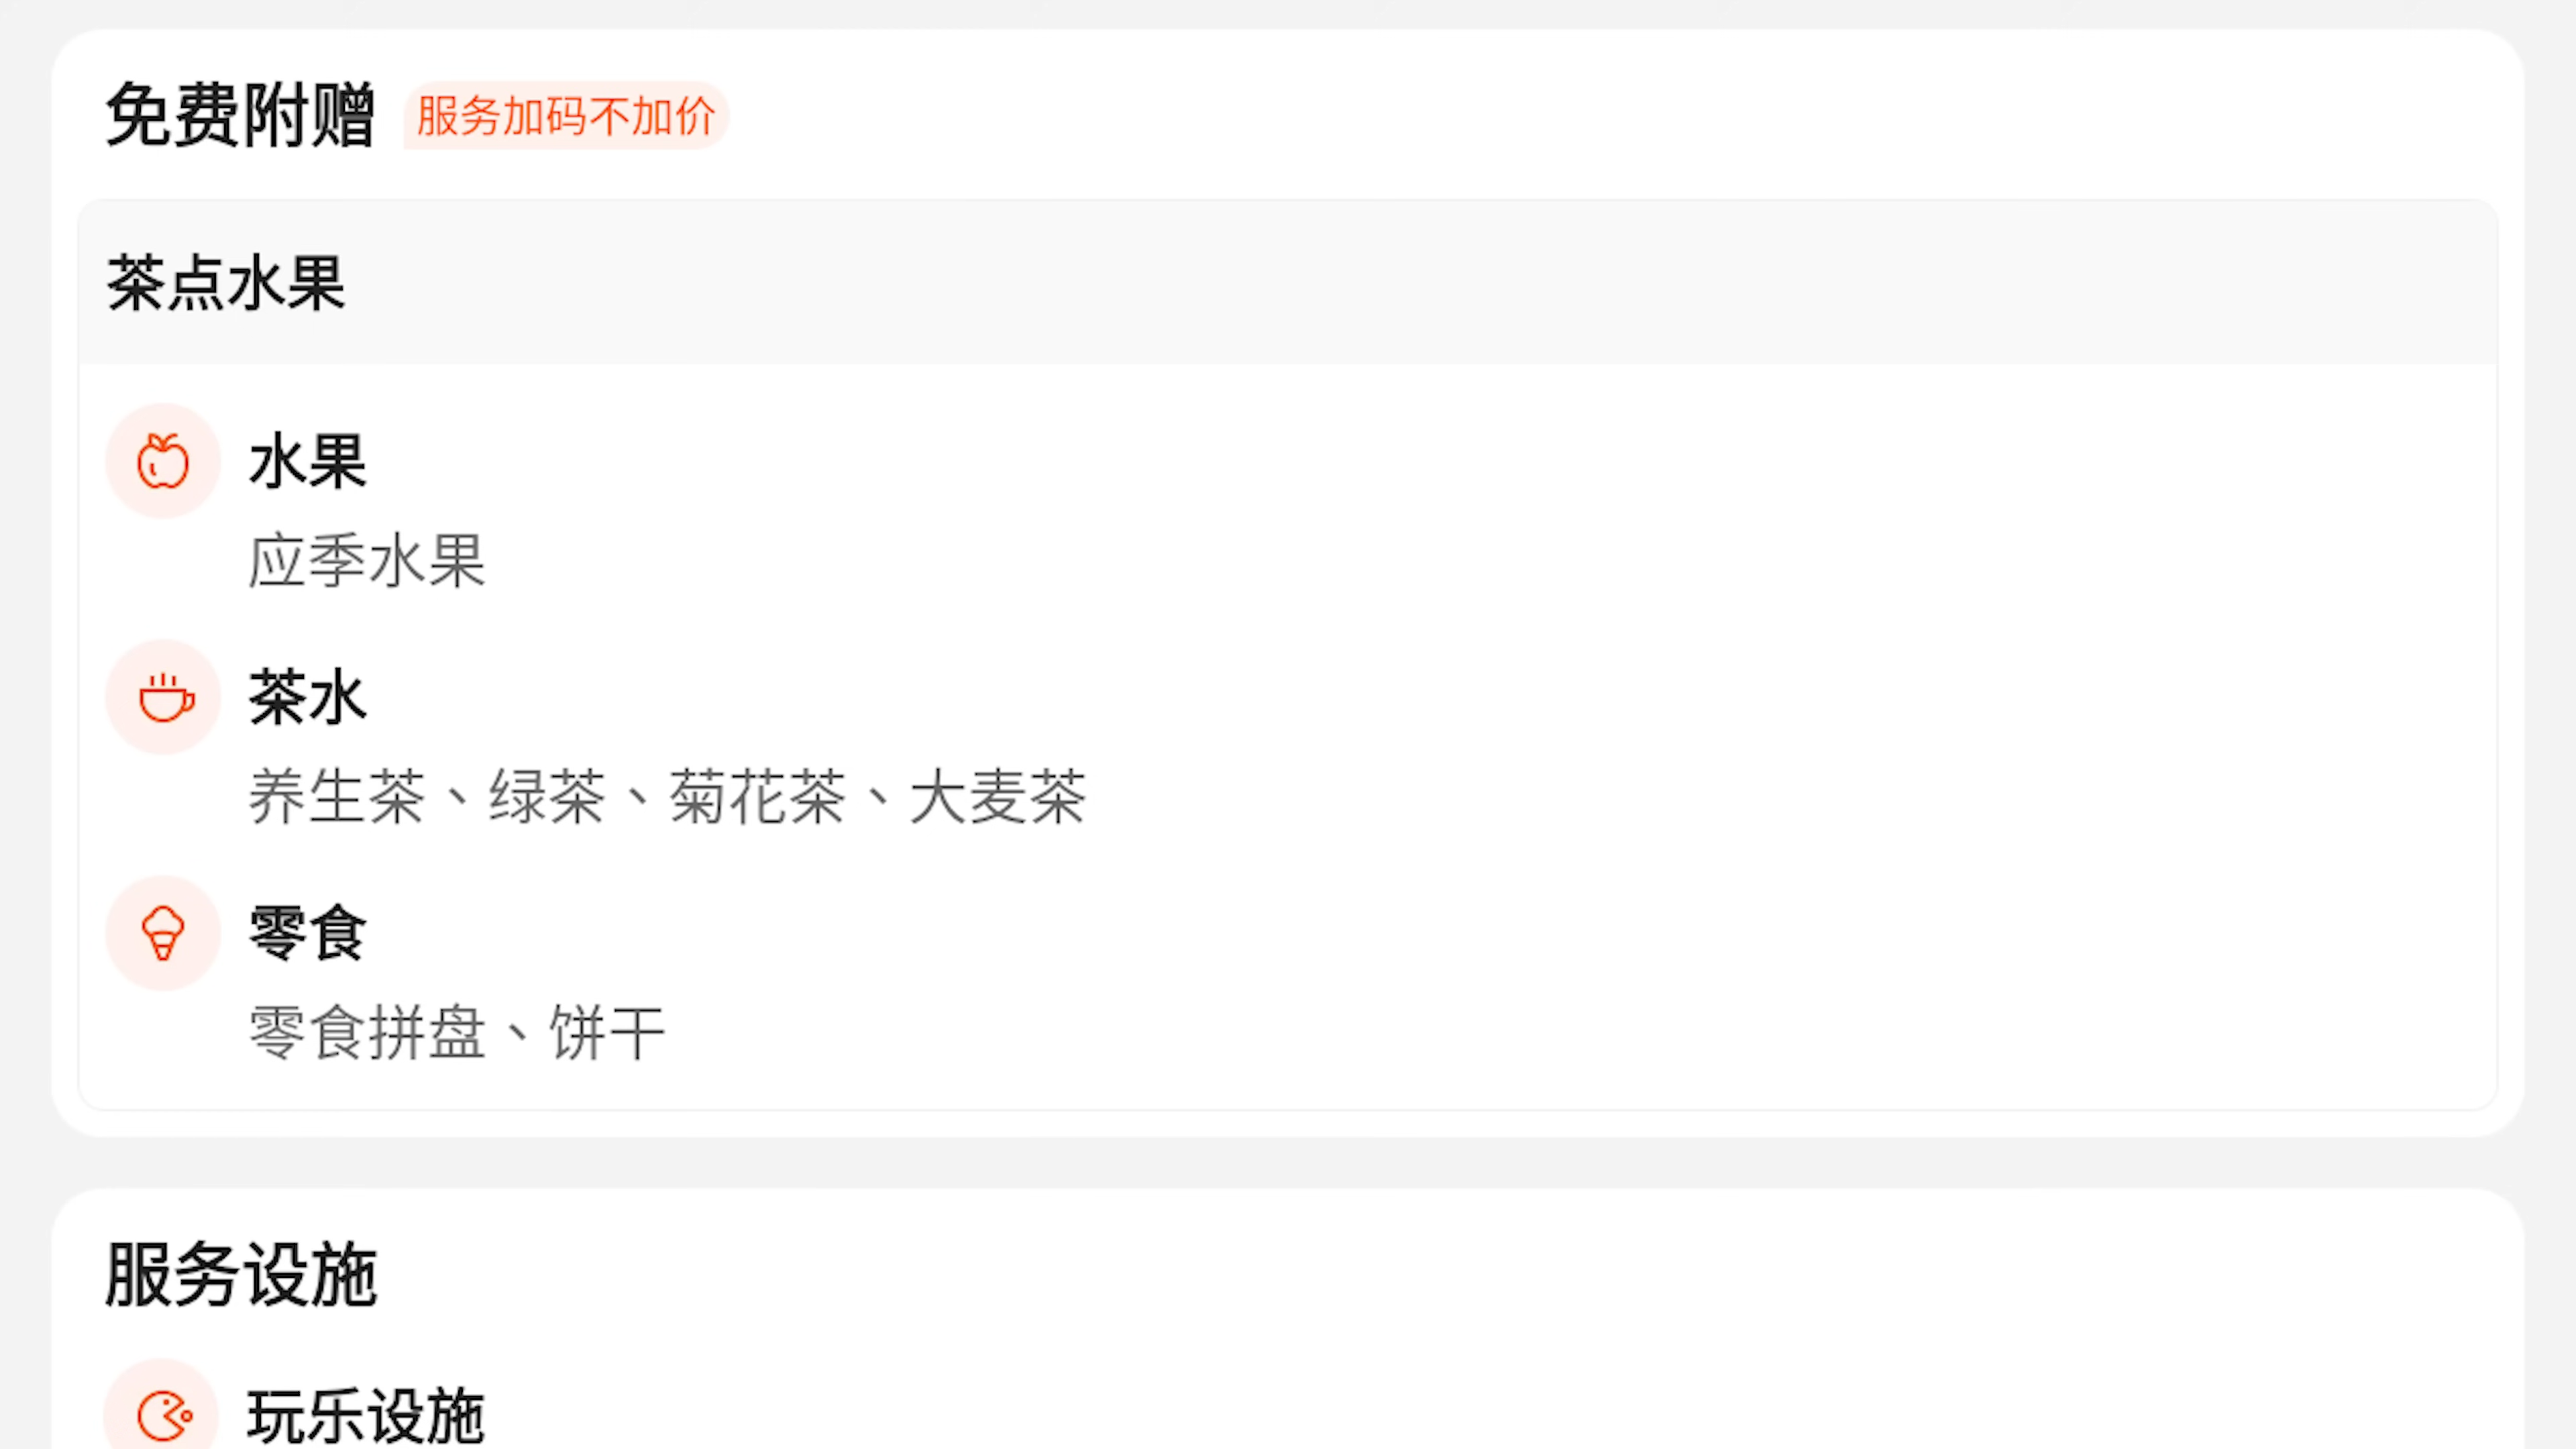 免费附赠 服务加码不加价
茶点水果
水果
应季水果
茶水
养生茶、绿茶、菊花茶、大麦茶
零食
零食拼盘、饼干
服务设施
玩乐设施